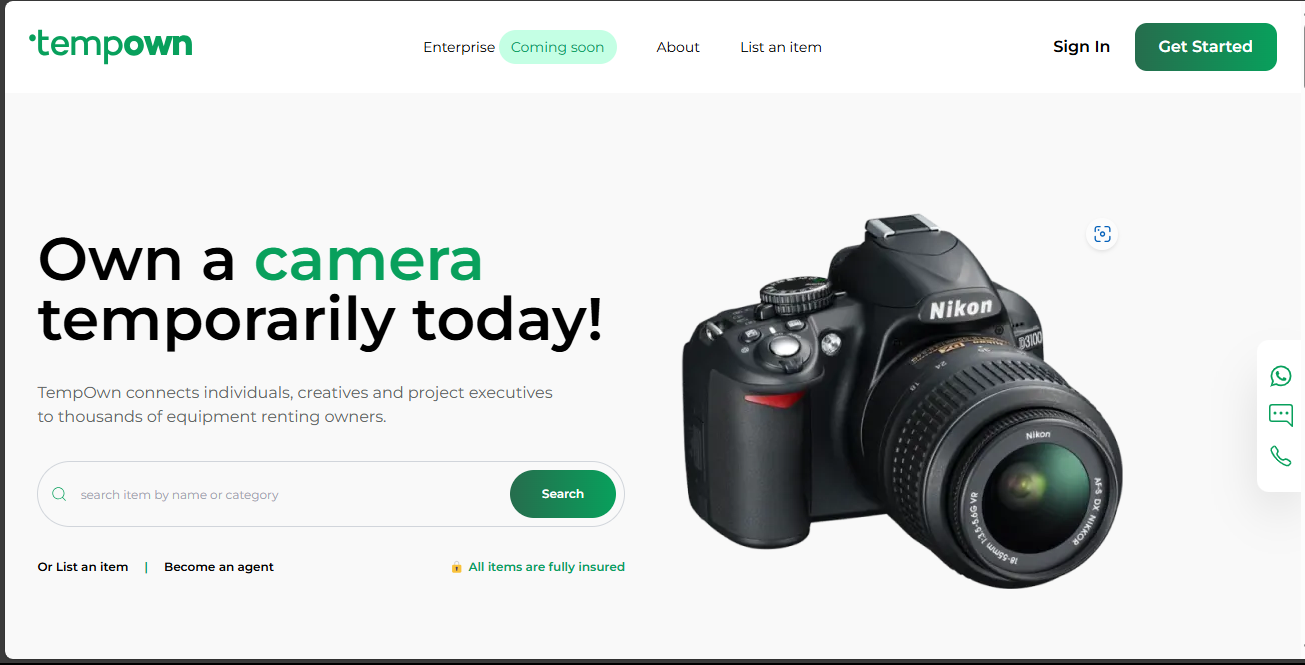 tempown
Enterprise Coming soon About List an item Sign In Get Started
Own a camera
temporarily today!
TempOwn connects individuals, creatives and project executives
to thousands of equipment renting owners.
search item by name or category Search
Or List an item | Become an agent All items are fully insured
Nikon
D3100
Nikon
AF-S DX NIKKOR
18-55mm 1:3.5-5.6G VR